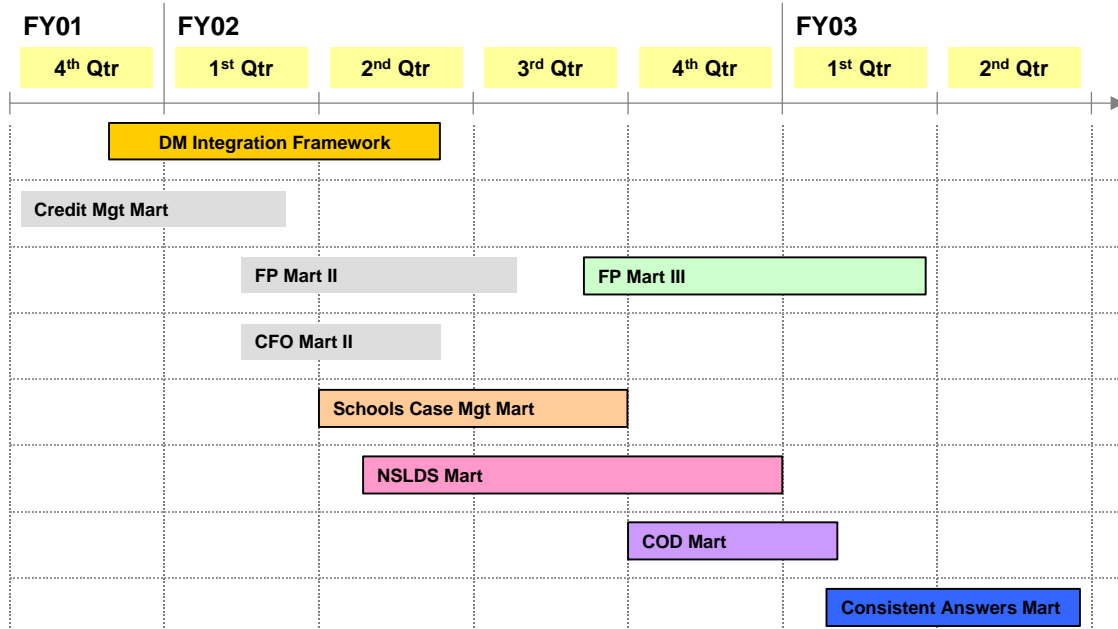 FY01 FY02 FY03
4th Qtr 1st Qtr 2nd Qtr 3rd Qtr 4th Qtr 1st Qtr 2nd Qtr
DM Integration Framework
Credit Mgt Mart
FP Mart II FP Mart III
CFO Mart II
Schools Case Mgt Mart
NSLDS Mart
COD Mart
Consistent Answers Mart